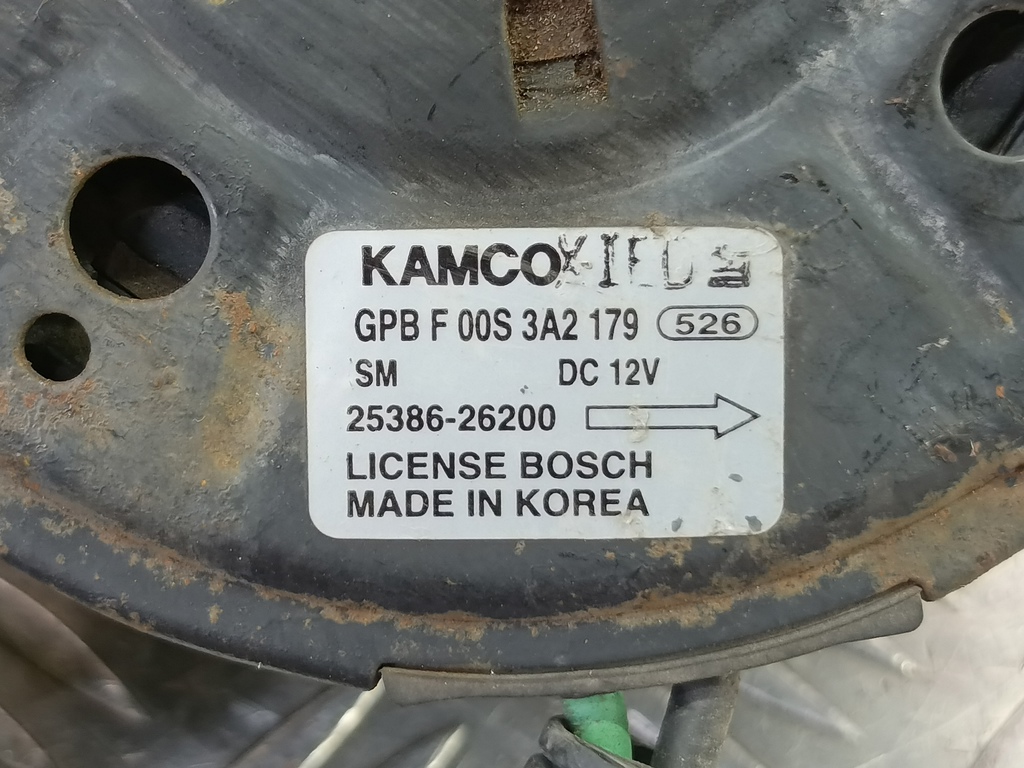 KAMCO
GPB F 00S 3A2 179 526
SM DC 12V
25386-26200
LICENSE BOSCH
MADE IN KOREA